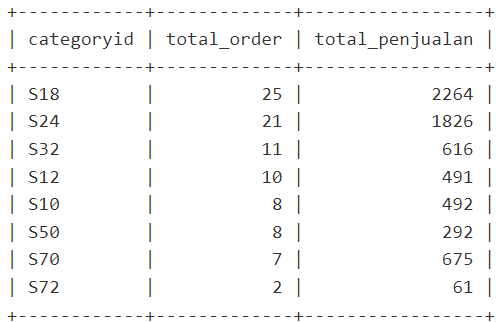 +------------+-------------+-----------------+
| categoryid | total_order | total_penjualan |
+------------+-------------+-----------------+
| S18        |          25 |            2264 |
| S24        |          21 |            1826 |
| S32        |          11 |             616 |
| S12        |          10 |             491 |
| S10        |           8 |             492 |
| S50        |           8 |             292 |
| S70        |           7 |             675 |
| S72        |           2 |              61 |
+------------+-------------+-----------------+